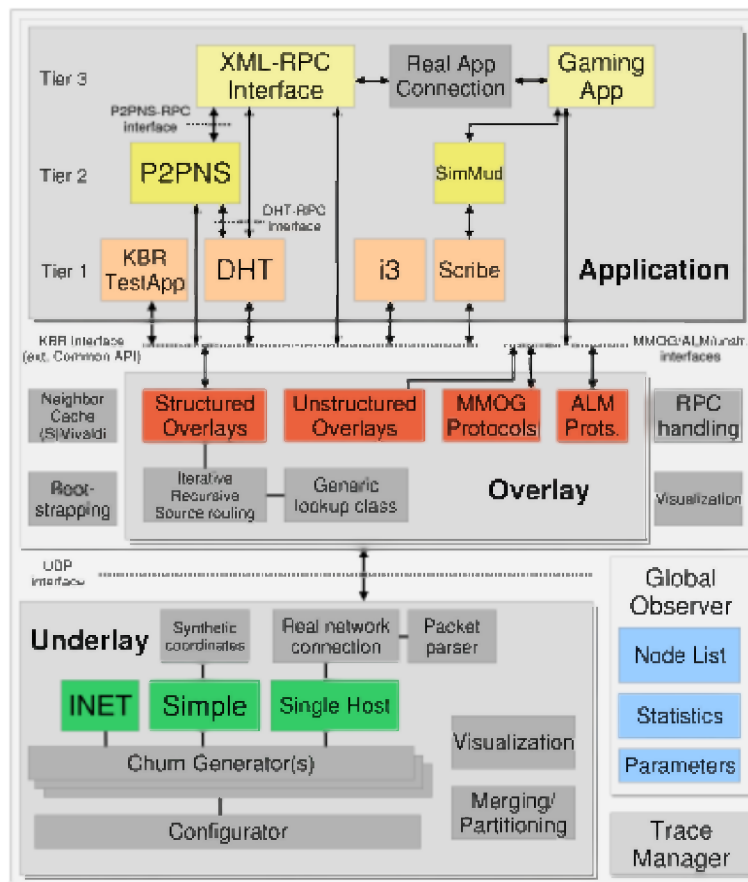 Tier 3
XML-RPC
Interface
Real App
Connection
Gaming
App
P2PNS-RPC
interface
Tier 2
P2PNS
SimMud
DHT-RPC
interface
Tier 1
KBR
TestApp
DHT
i3
Scribe
Application
KBR Interface
(ext. Common API)
MMOG/ALM/unstr.
interfaces
Neighbor
Cache
(S)Vivaldi
Structured
Overlays
Unstructured
Overlays
MMOG
Protocols
ALM
Prots.
RPC
handling
Boot-
strapping
Iterative
Recursive
Source routing
Generic
lookup class
Overlay
Visualization
UDP
interface
Global
Observer
Node List
Statistics
Parameters
Underlay
Synthetic
coordinates
Real network
connection
Packet
parser
INET
Simple
Single Host
Churn Generator(s)
Visualization
Configurator
Merging/
Partitioning
Trace
Manager